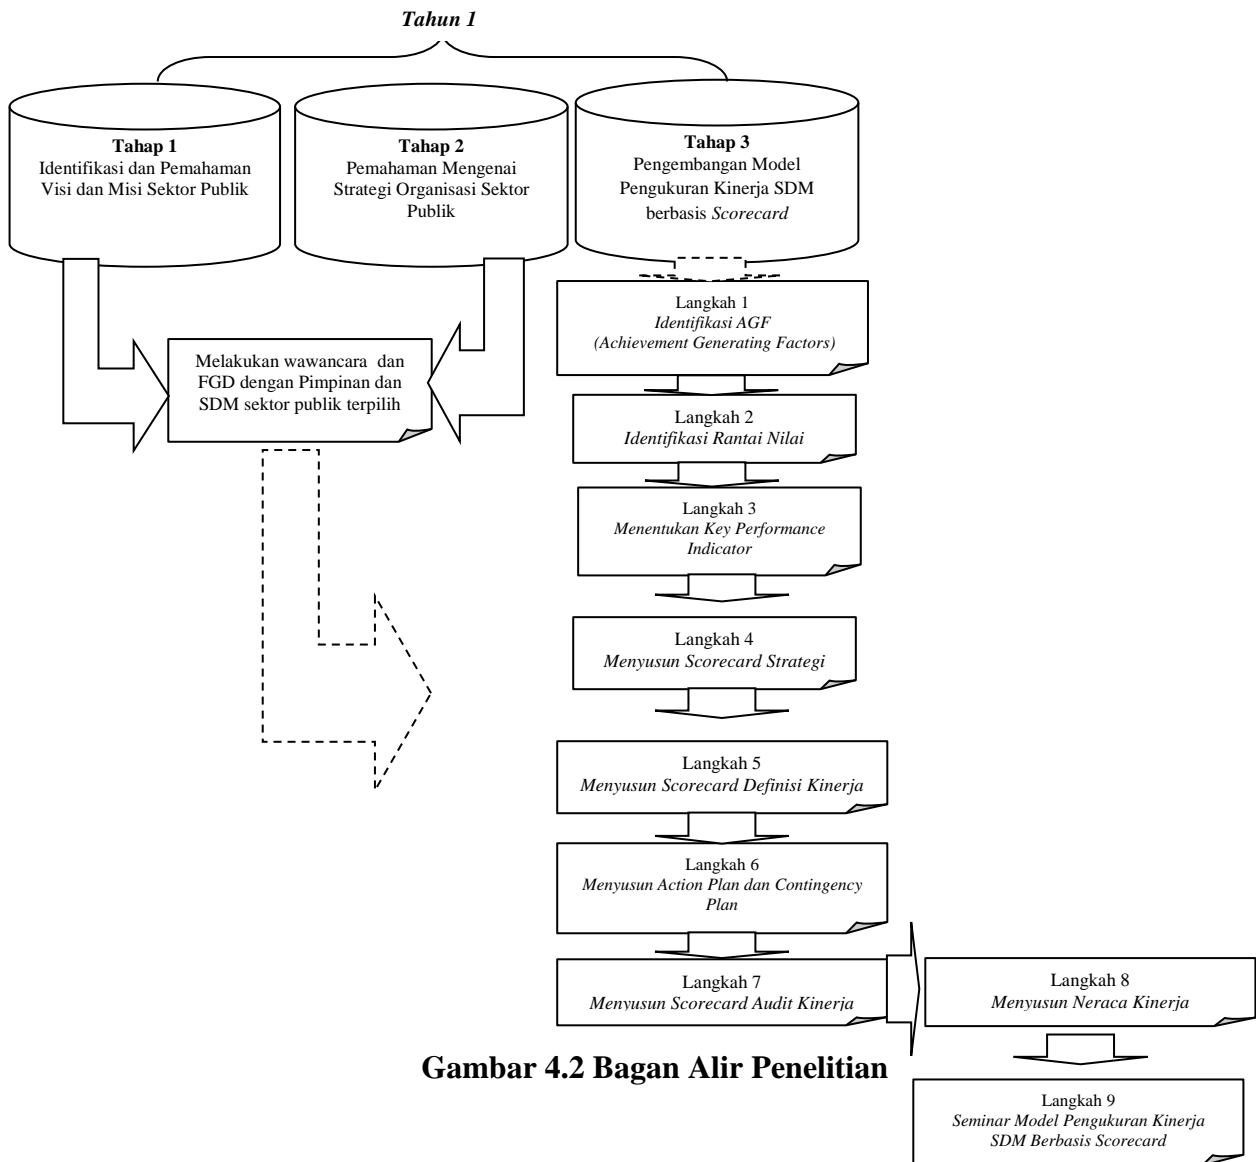 Tahun 1
Tahap 1
Identifikasi dan Pemahaman
Visi dan Misi Sektor Publik
Tahap 2
Pemahaman Mengenai
Strategi Organisasi Sektor
Publik
Tahap 3
Pengembangan Model
Pengukuran Kinerja SDM
berbasis Scorecard
Melakukan wawancara dan
FGD dengan Pimpinan dan
SDM sektor publik terpilih
Langkah 1
Identifikasi AGF
(Achievement Generating Factors)
Langkah 2
Identifikasi Rantai Nilai
Langkah 3
Menentukan Key Performance
Indicator
Langkah 4
Menyusun Scorecard Strategi
Langkah 5
Menyusun Scorecard Definisi Kinerja
Langkah 6
Menyusun Action Plan dan Contingency
Plan
Langkah 7
Menyusun Scorecard Audit Kinerja
Langkah 8
Menyusun Neraca Kinerja
Langkah 9
Seminar Model Pengukuran Kinerja
SDM Berbasis Scorecard
Gambar 4.2 Bagan Alir Penelitian